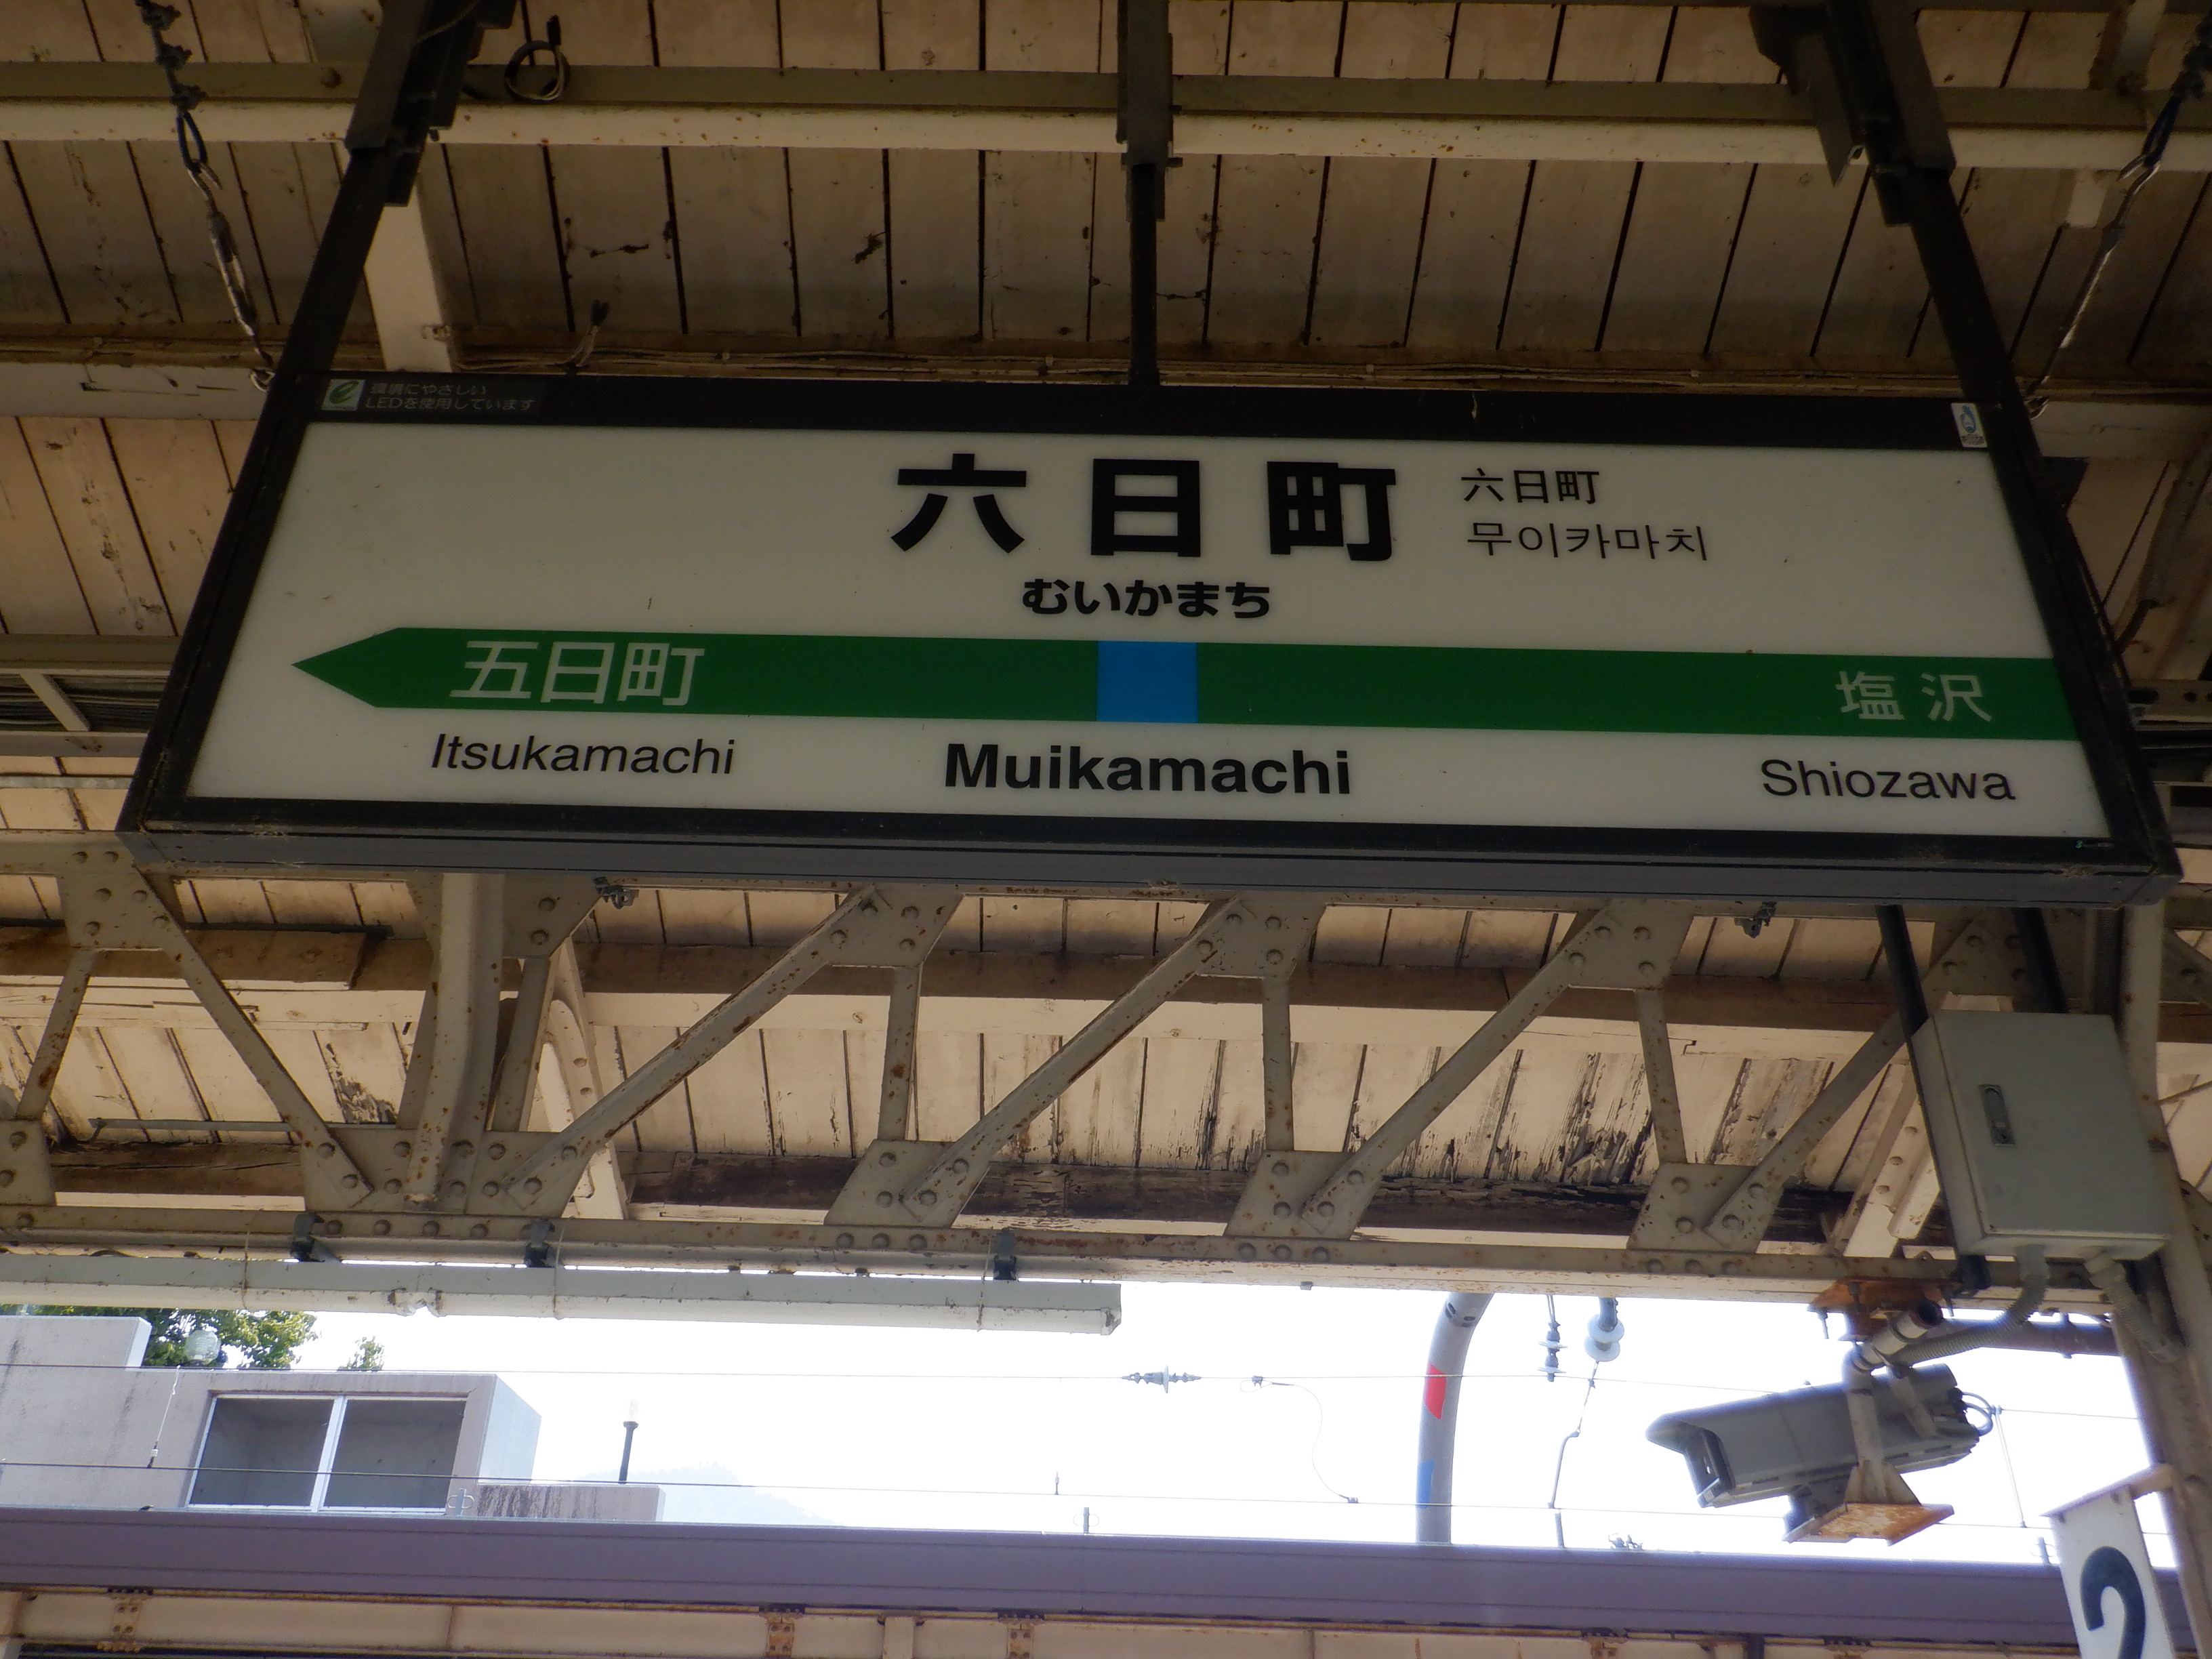 環境にやさしい
LEDを使用しています
六日町
六日町
무이카마치
むいかまち
五日町
塩沢
Itsukamachi
Muikamachi
Shiozawa
2